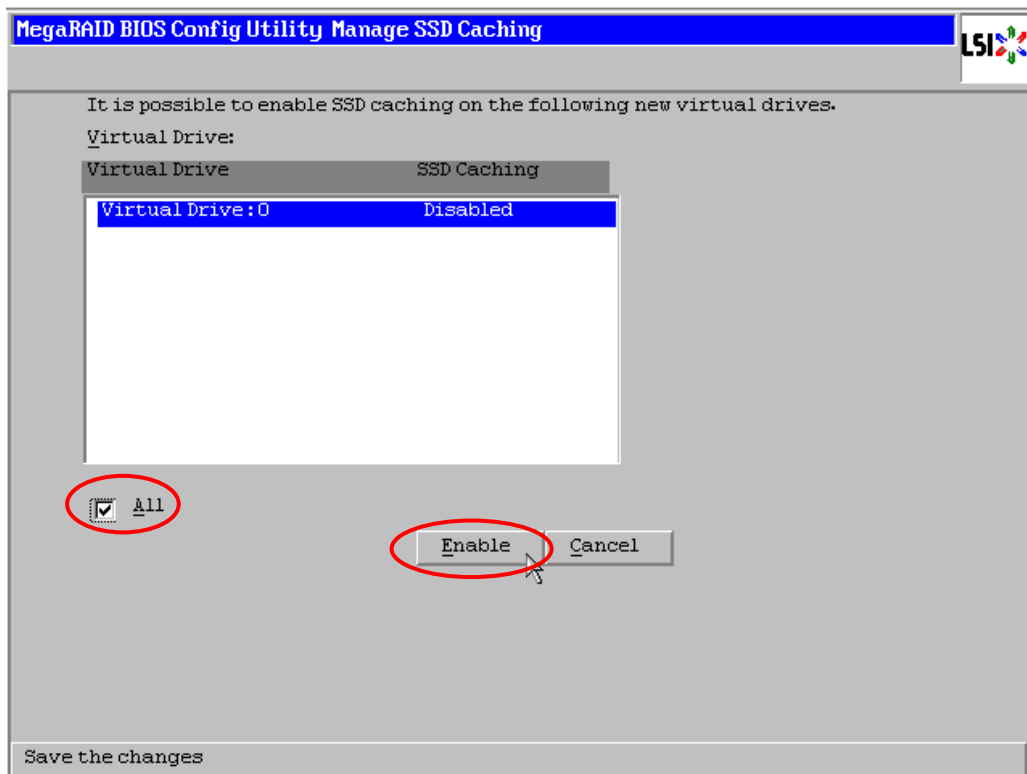 MegaRAID BIOS Config Utility Manage SSD Caching
LSI
It is possible to enable SSD caching on the following new virtual drives.
Virtual Drive:
Virtual Drive SSD Caching
Virtual Drive:0 Disabled
All
Enable Cancel
Save the changes